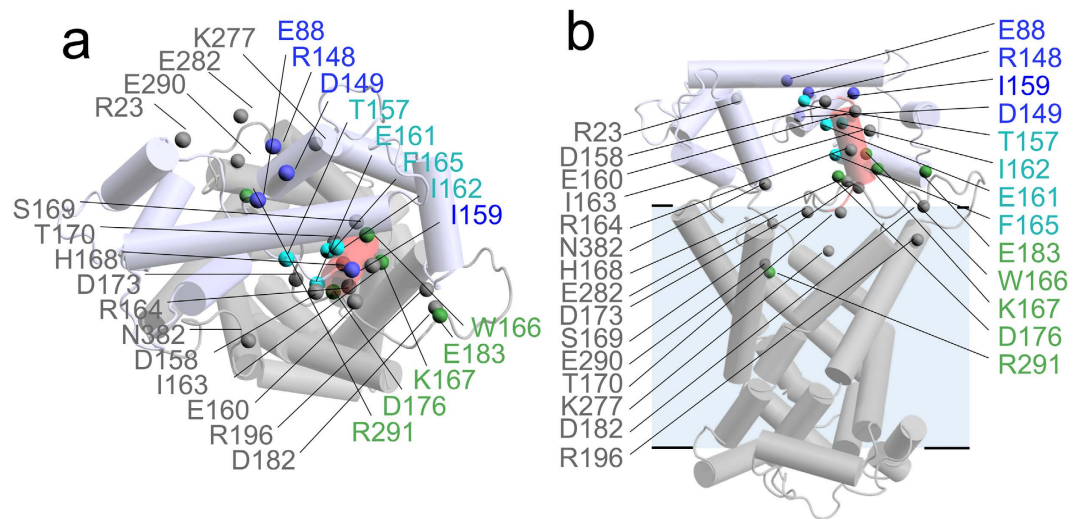 a
K277
E282
E290
R23
E88
R148
D149
T157
E161
F165
I162
I159
S169
T170
H168
D173
R164
N382
D158
I163
E160
R196
D182
W166
E183
K167
D176
R291
b
R23
D158
E160
I163
R164
N382
H168
E282
D173
S169
E290
T170
K277
D182
R196
E88
R148
I159
D149
T157
I162
E161
F165
E183
W166
K167
D176
R291